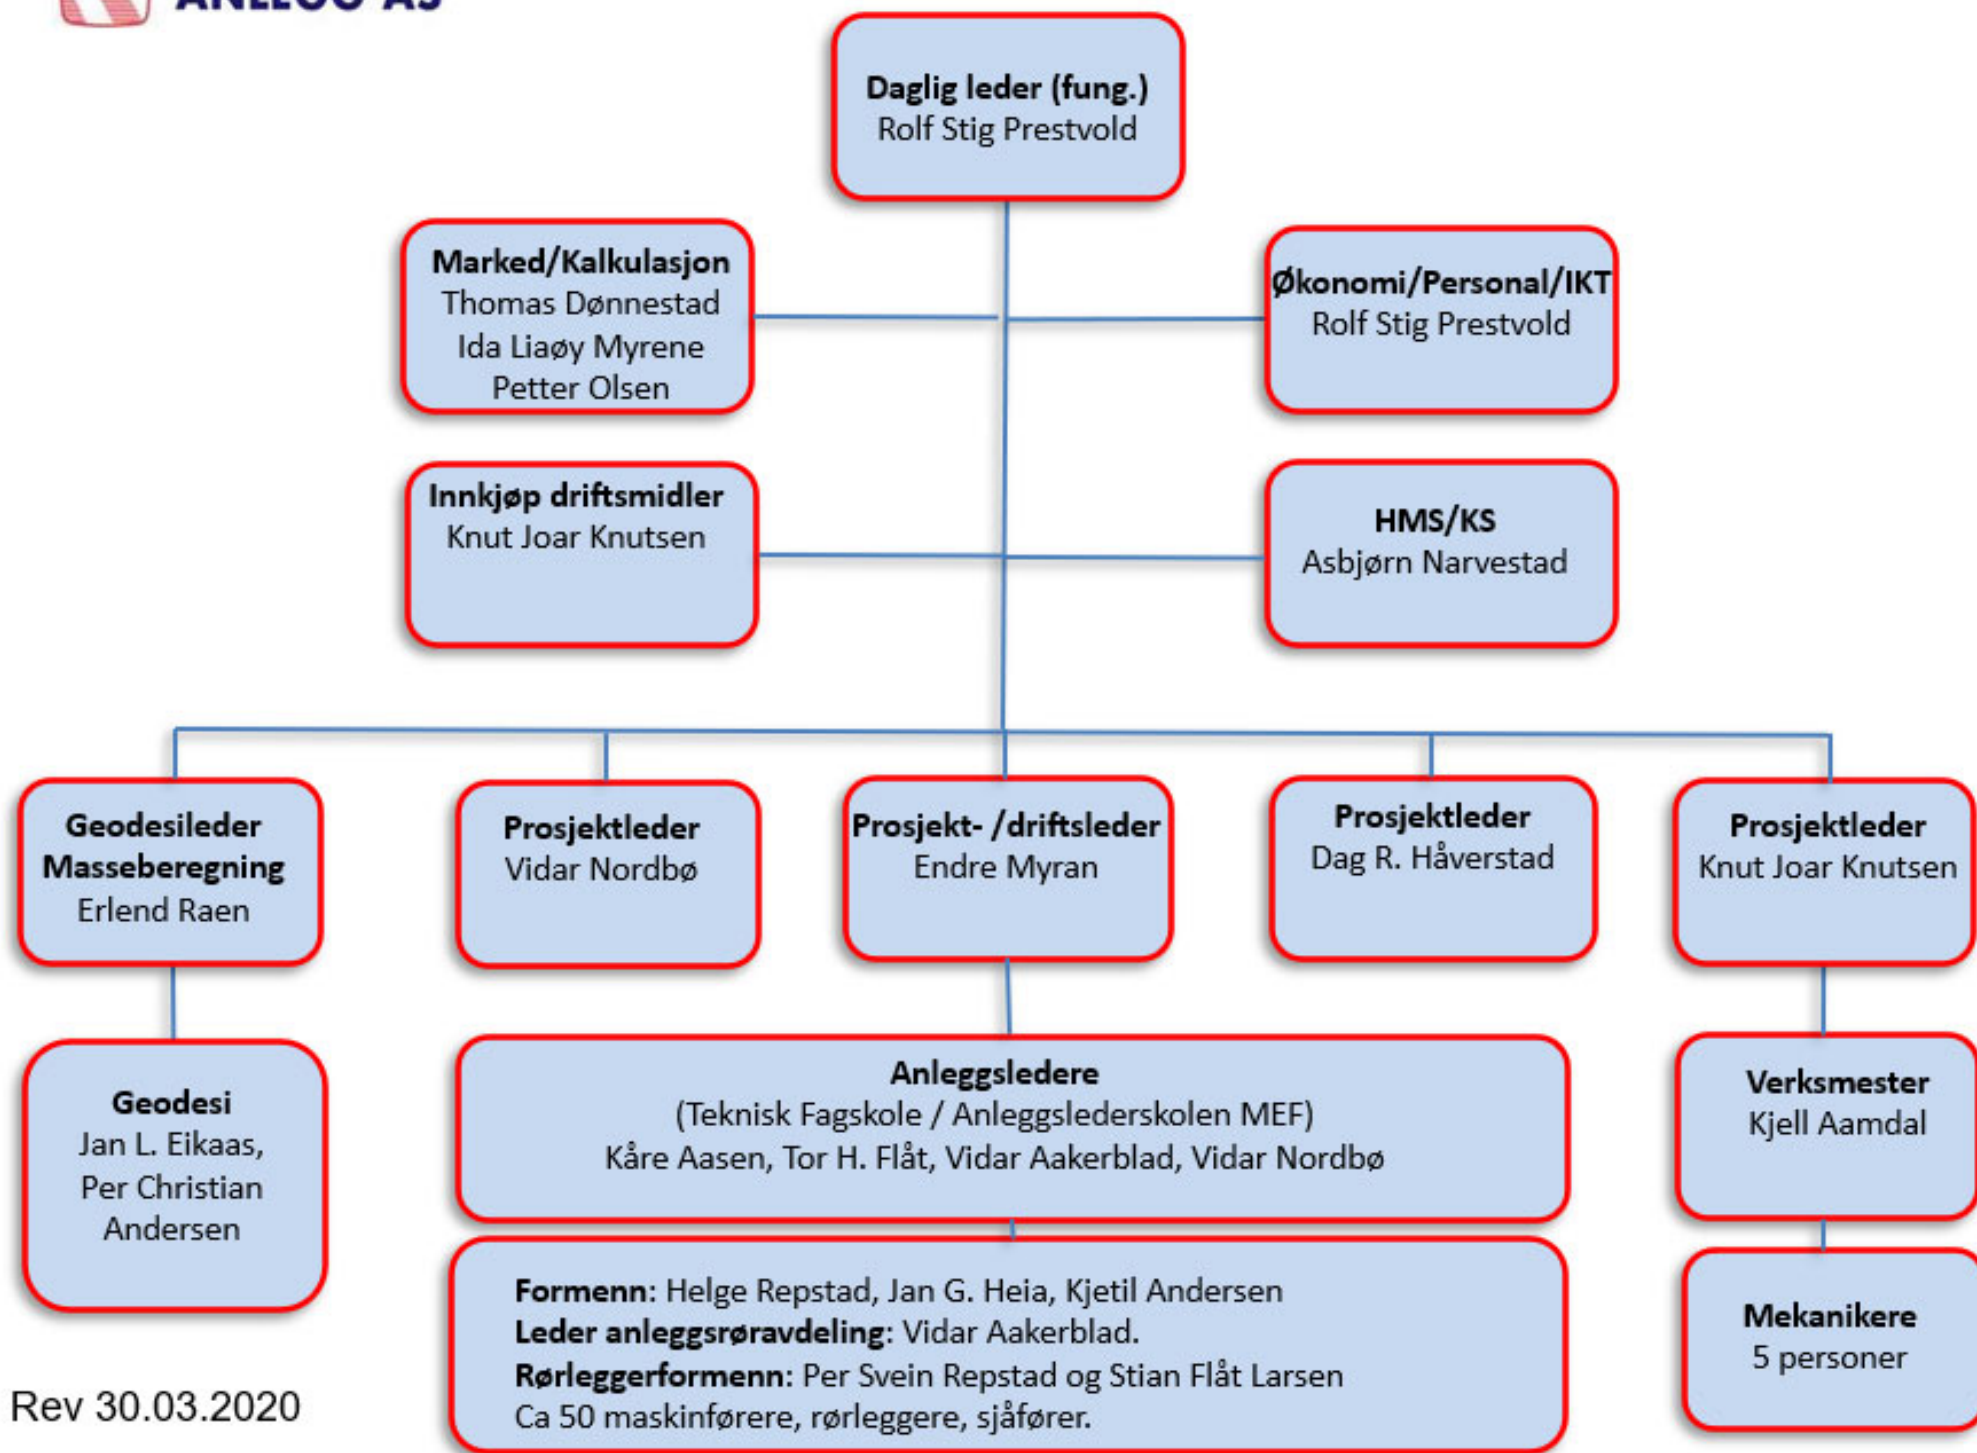 Daglig leder (fung.)
Rolf Stig Prestvold
Marked/Kalkulasjon
Thomas Dønnestad
Ida Liaøy Myrene
Petter Olsen
Økonomi/Personal/IKT
Rolf Stig Prestvold
Innkjøp driftsmidler
Knut Joar Knutsen
HMS/KS
Asbjørn Narvestad
Geodesileder
Masseberegning
Erlend Raen
Prosjektleder
Vidar Nordbø
Prosjekt- /driftsleder
Endre Myran
Prosjektleder
Dag R. Håverstad
Prosjektleder
Knut Joar Knutsen
Geodesi
Jan L. Eikaas,
Per Christian
Andersen
Anleggsledere
(Teknisk Fagskole / Anleggslederskolen MEF)
Kåre Aasen, Tor H. Flåt, Vidar Aakerblad, Vidar Nordbø
Verksmester
Kjell Aamdal
Formenn: Helge Repstad, Jan G. Heia, Kjetil Andersen
Leder anleggsrøravdeling: Vidar Aakerblad.
Rørleggerformenn: Per Svein Repstad og Stian Flåt Larsen
Ca 50 maskinførere, rørleggere, sjåfører.
Mekanikere
5 personer
Rev 30.03.2020